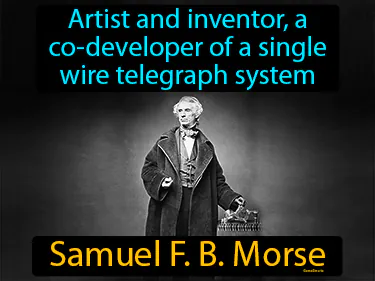 Artist and inventor, a
co-developer of a single
wire telegraph system
Samuel F. B. Morse